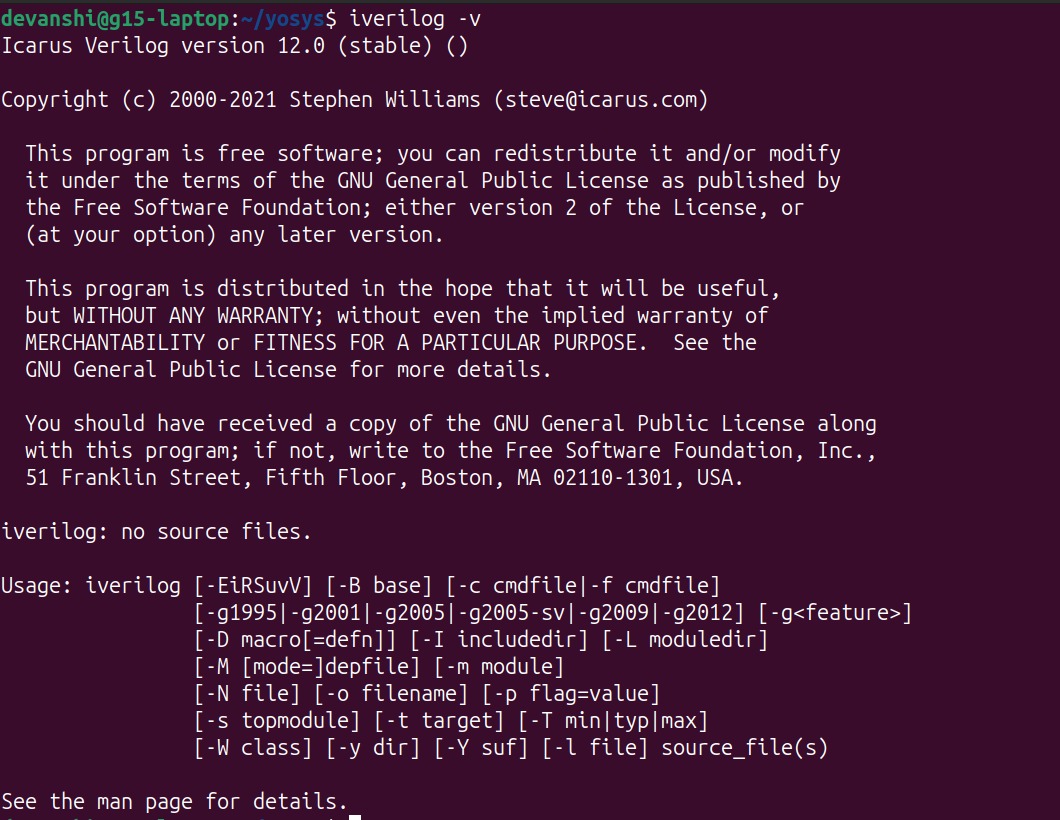 devanshi@g15-laptop:~/yosys$ iverilog -v
Icarus Verilog version 12.0 (stable) ()
Copyright (c) 2000-2021 Stephen Williams (steve@icarus.com)
This program is free software; you can redistribute it and/or modify
it under the terms of the GNU General Public License as published by
the Free Software Foundation; either version 2 of the License, or
(at your option) any later version.
This program is distributed in the hope that it will be useful,
but WITHOUT ANY WARRANTY; without even the implied warranty of
MERCHANTABILITY or FITNESS FOR A PARTICULAR PURPOSE.  See the
GNU General Public License for more details.
You should have received a copy of the GNU General Public License along
with this program; if not, write to the Free Software Foundation, Inc.,
51 Franklin Street, Fifth Floor, Boston, MA 02110-1301, USA.
iverilog: no source files.
Usage: iverilog [-EiRSuvV] [-B base] [-c cmdfile|-f cmdfile]
[-g1995|-g2001|-g2005|-g2005-sv|-g2009|-g2012] [-g<feature>]
[-D macro[=defn]] [-I includedir] [-L moduledir]
[-M [mode=]depfile] [-m module]
[-N file] [-o filename] [-p flag=value]
[-s topmodule] [-t target] [-T min|typ|max]
[-W class] [-y dir] [-Y suf] [-l file] source_file(s)
See the man page for details.